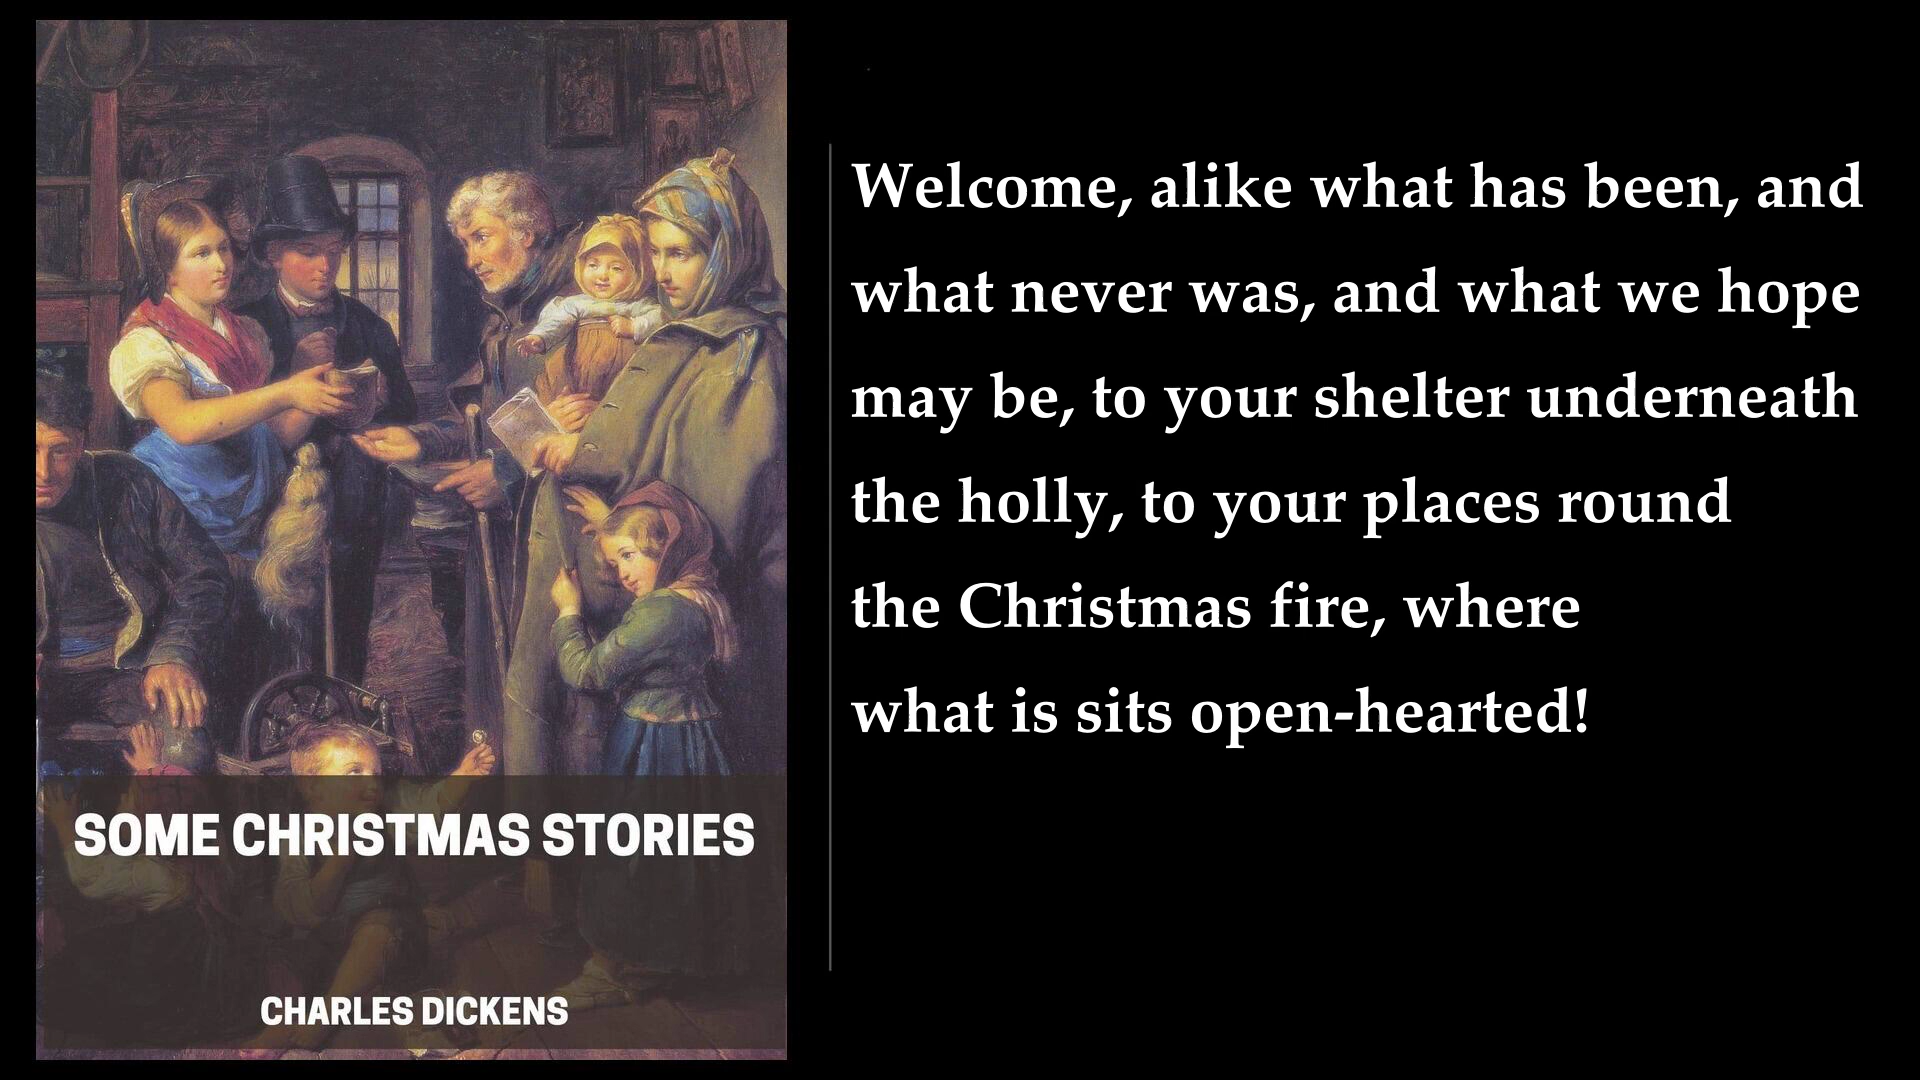 SOME CHRISTMAS STORIES
CHARLES DICKENS
Welcome, alike what has been, and
what never was, and what we hope
may be, to your shelter underneath
the holly, to your places round
the Christmas fire, where
what is sits open-hearted!